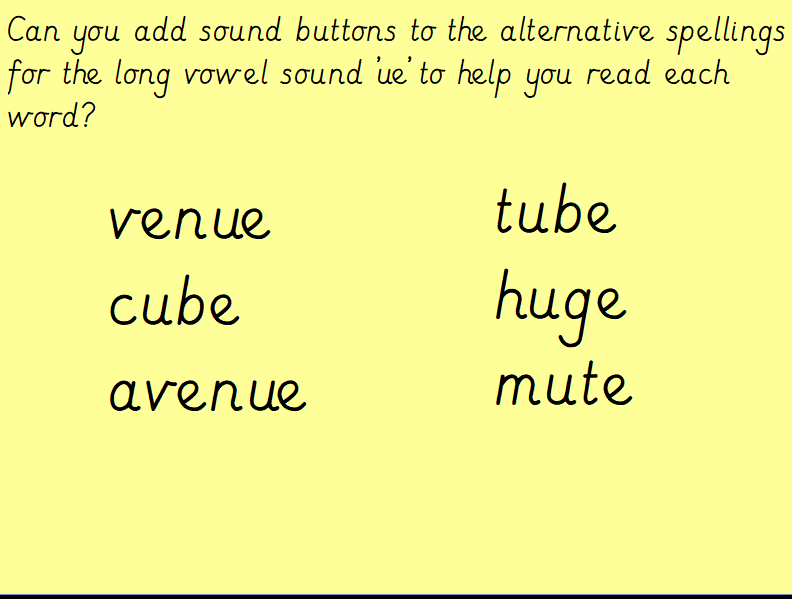 Can you add sound buttons to the alternative spellings
for the long vowel sound 'ue' to help you read each
word?
venue
cube
avenue
tube
huge
mute